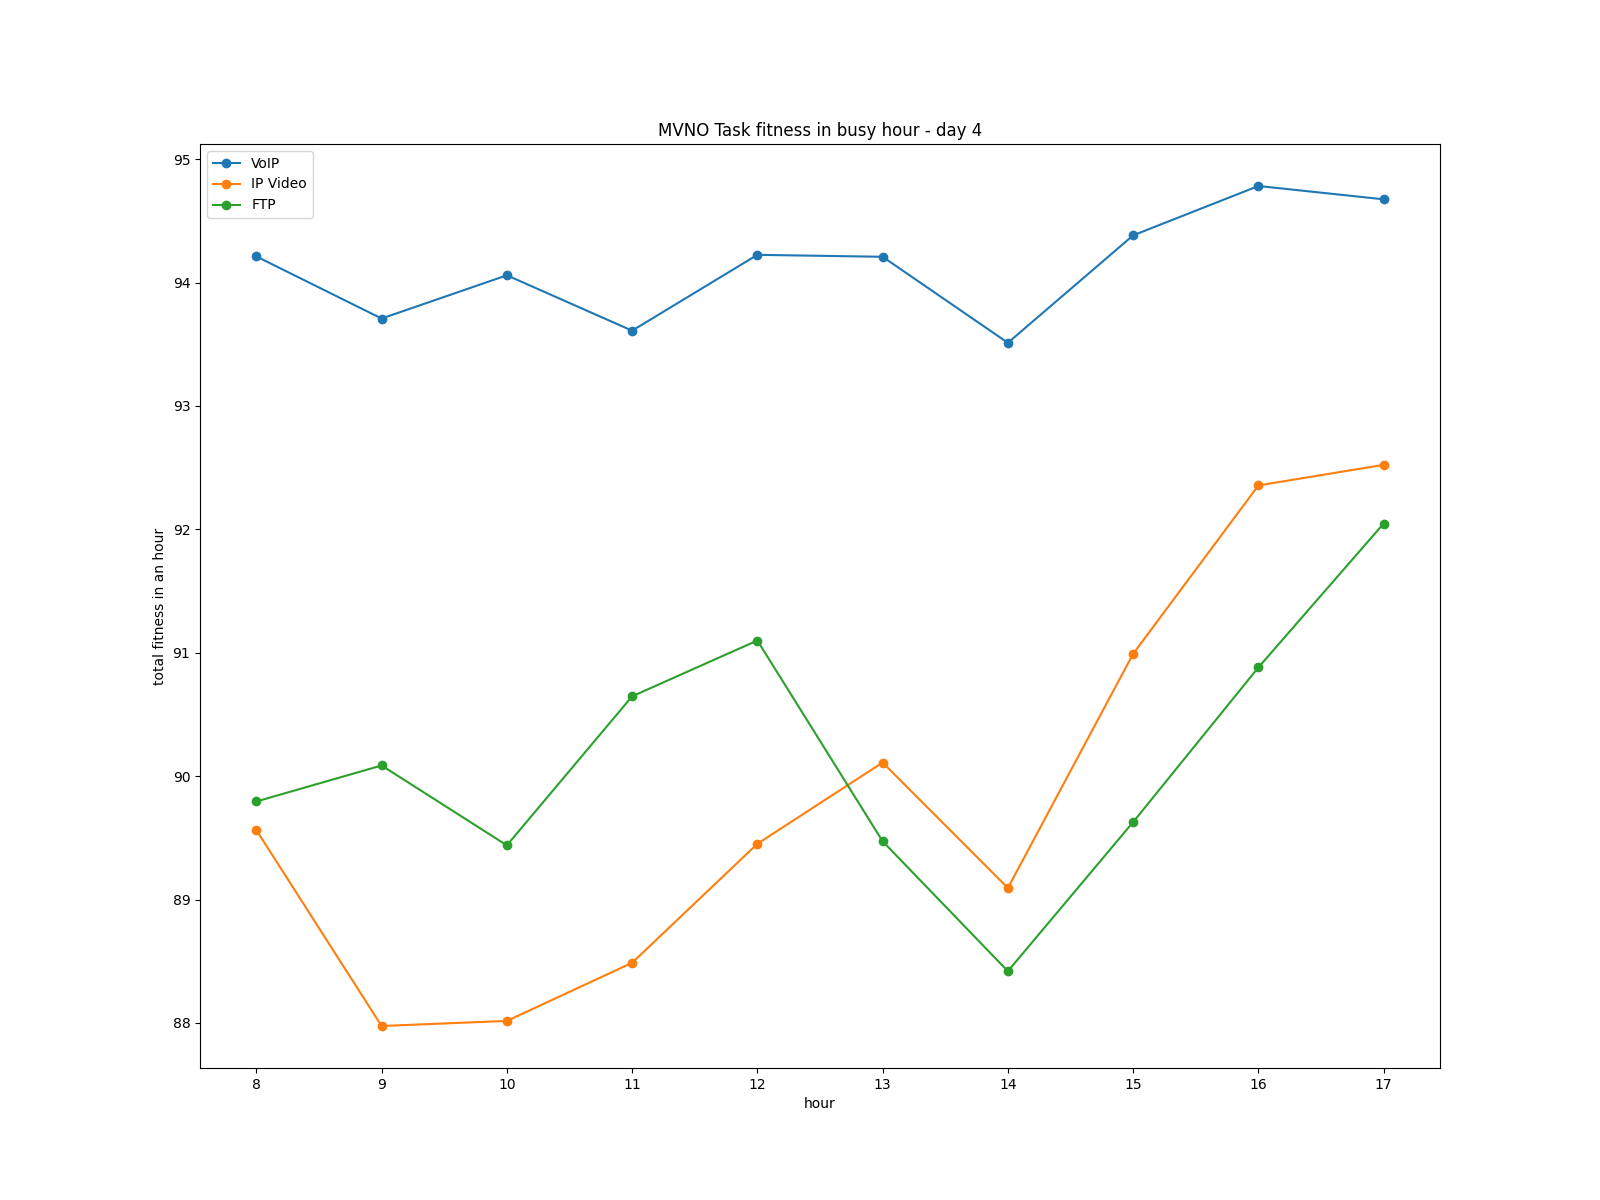 MVNO Task fitness in busy hour - day 4
VoIP
IP Video
FTP
95
94
93
92
91
90
89
88
total fitness in an hour
8 9 10 11 12 13 14 15 16 17
hour